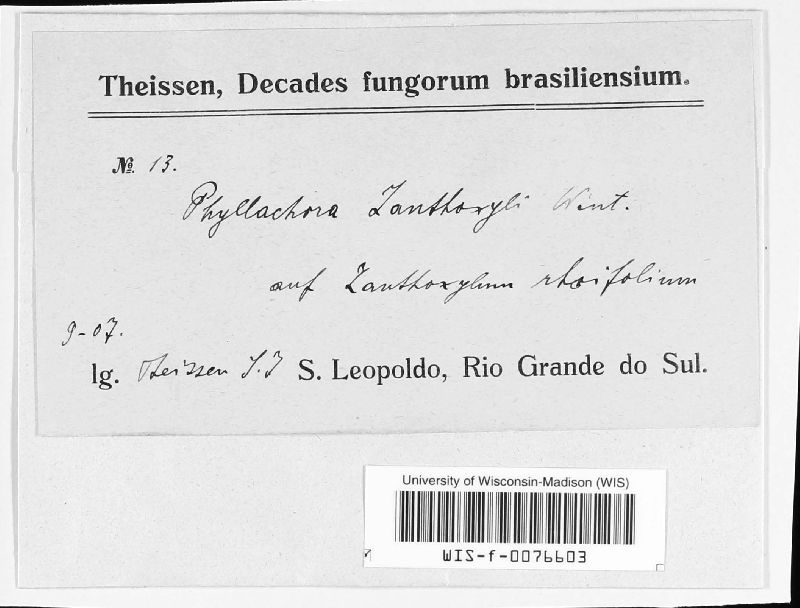 Theissen, Decades fungorum brasiliensium.
№. 13.
Phyllachora Zanthoxyli Wint.
auf Zanthoxylum rhoifolium
9-07.
lg. Theissen S.J S. Leopoldo, Rio Grande do Sul.
University of Wisconsin-Madison (WIS)
WIS-f-0076603